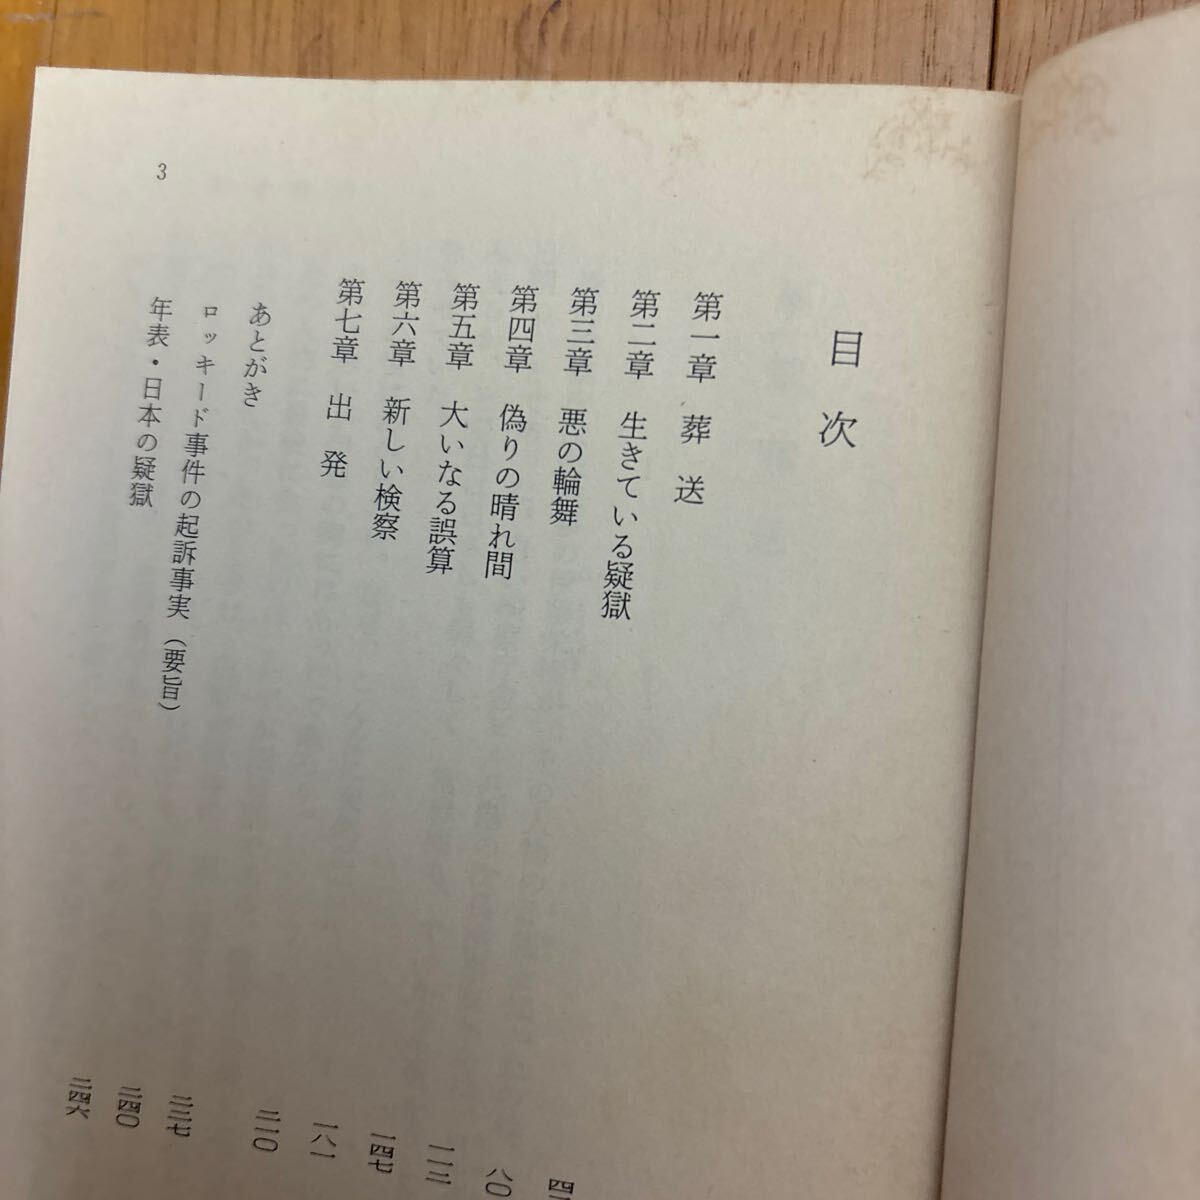 目次
第一章 葬送
第二章 生きている疑獄
第三章 悪の輪舞
第四章 偽りの晴れ間
第五章 大いなる誤算
第六章 新しい検察
第七章 出発
あとがき
ロッキード事件の起訴事実（要旨）
年表・日本の疑獄
3
八〇
一一三
一四七
一八一
二一〇
二三七
二四〇
二四六